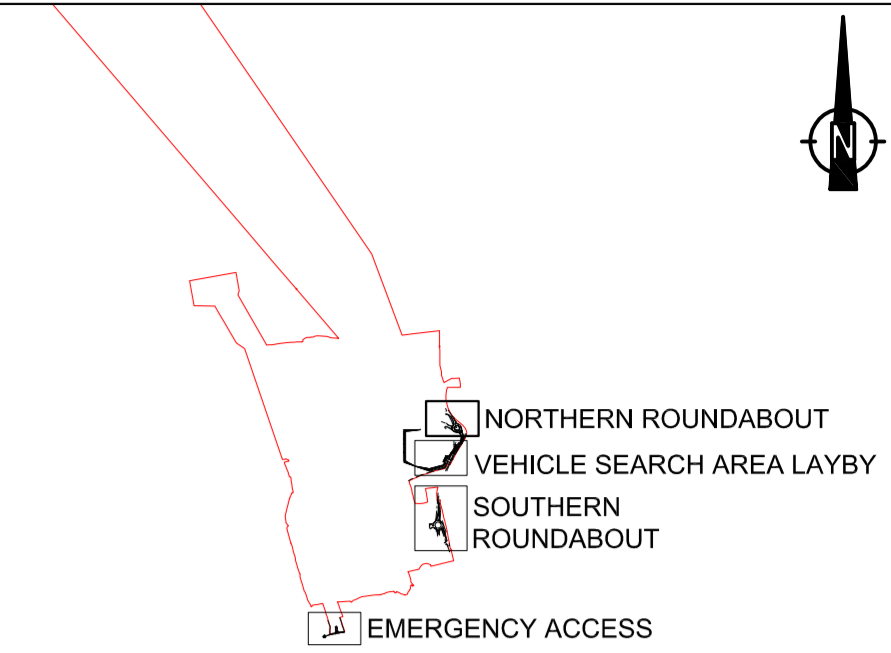 N
NORTHERN ROUNDABOUT
VEHICLE SEARCH AREA LAYBY
SOUTHERN
ROUNDABOUT
EMERGENCY ACCESS